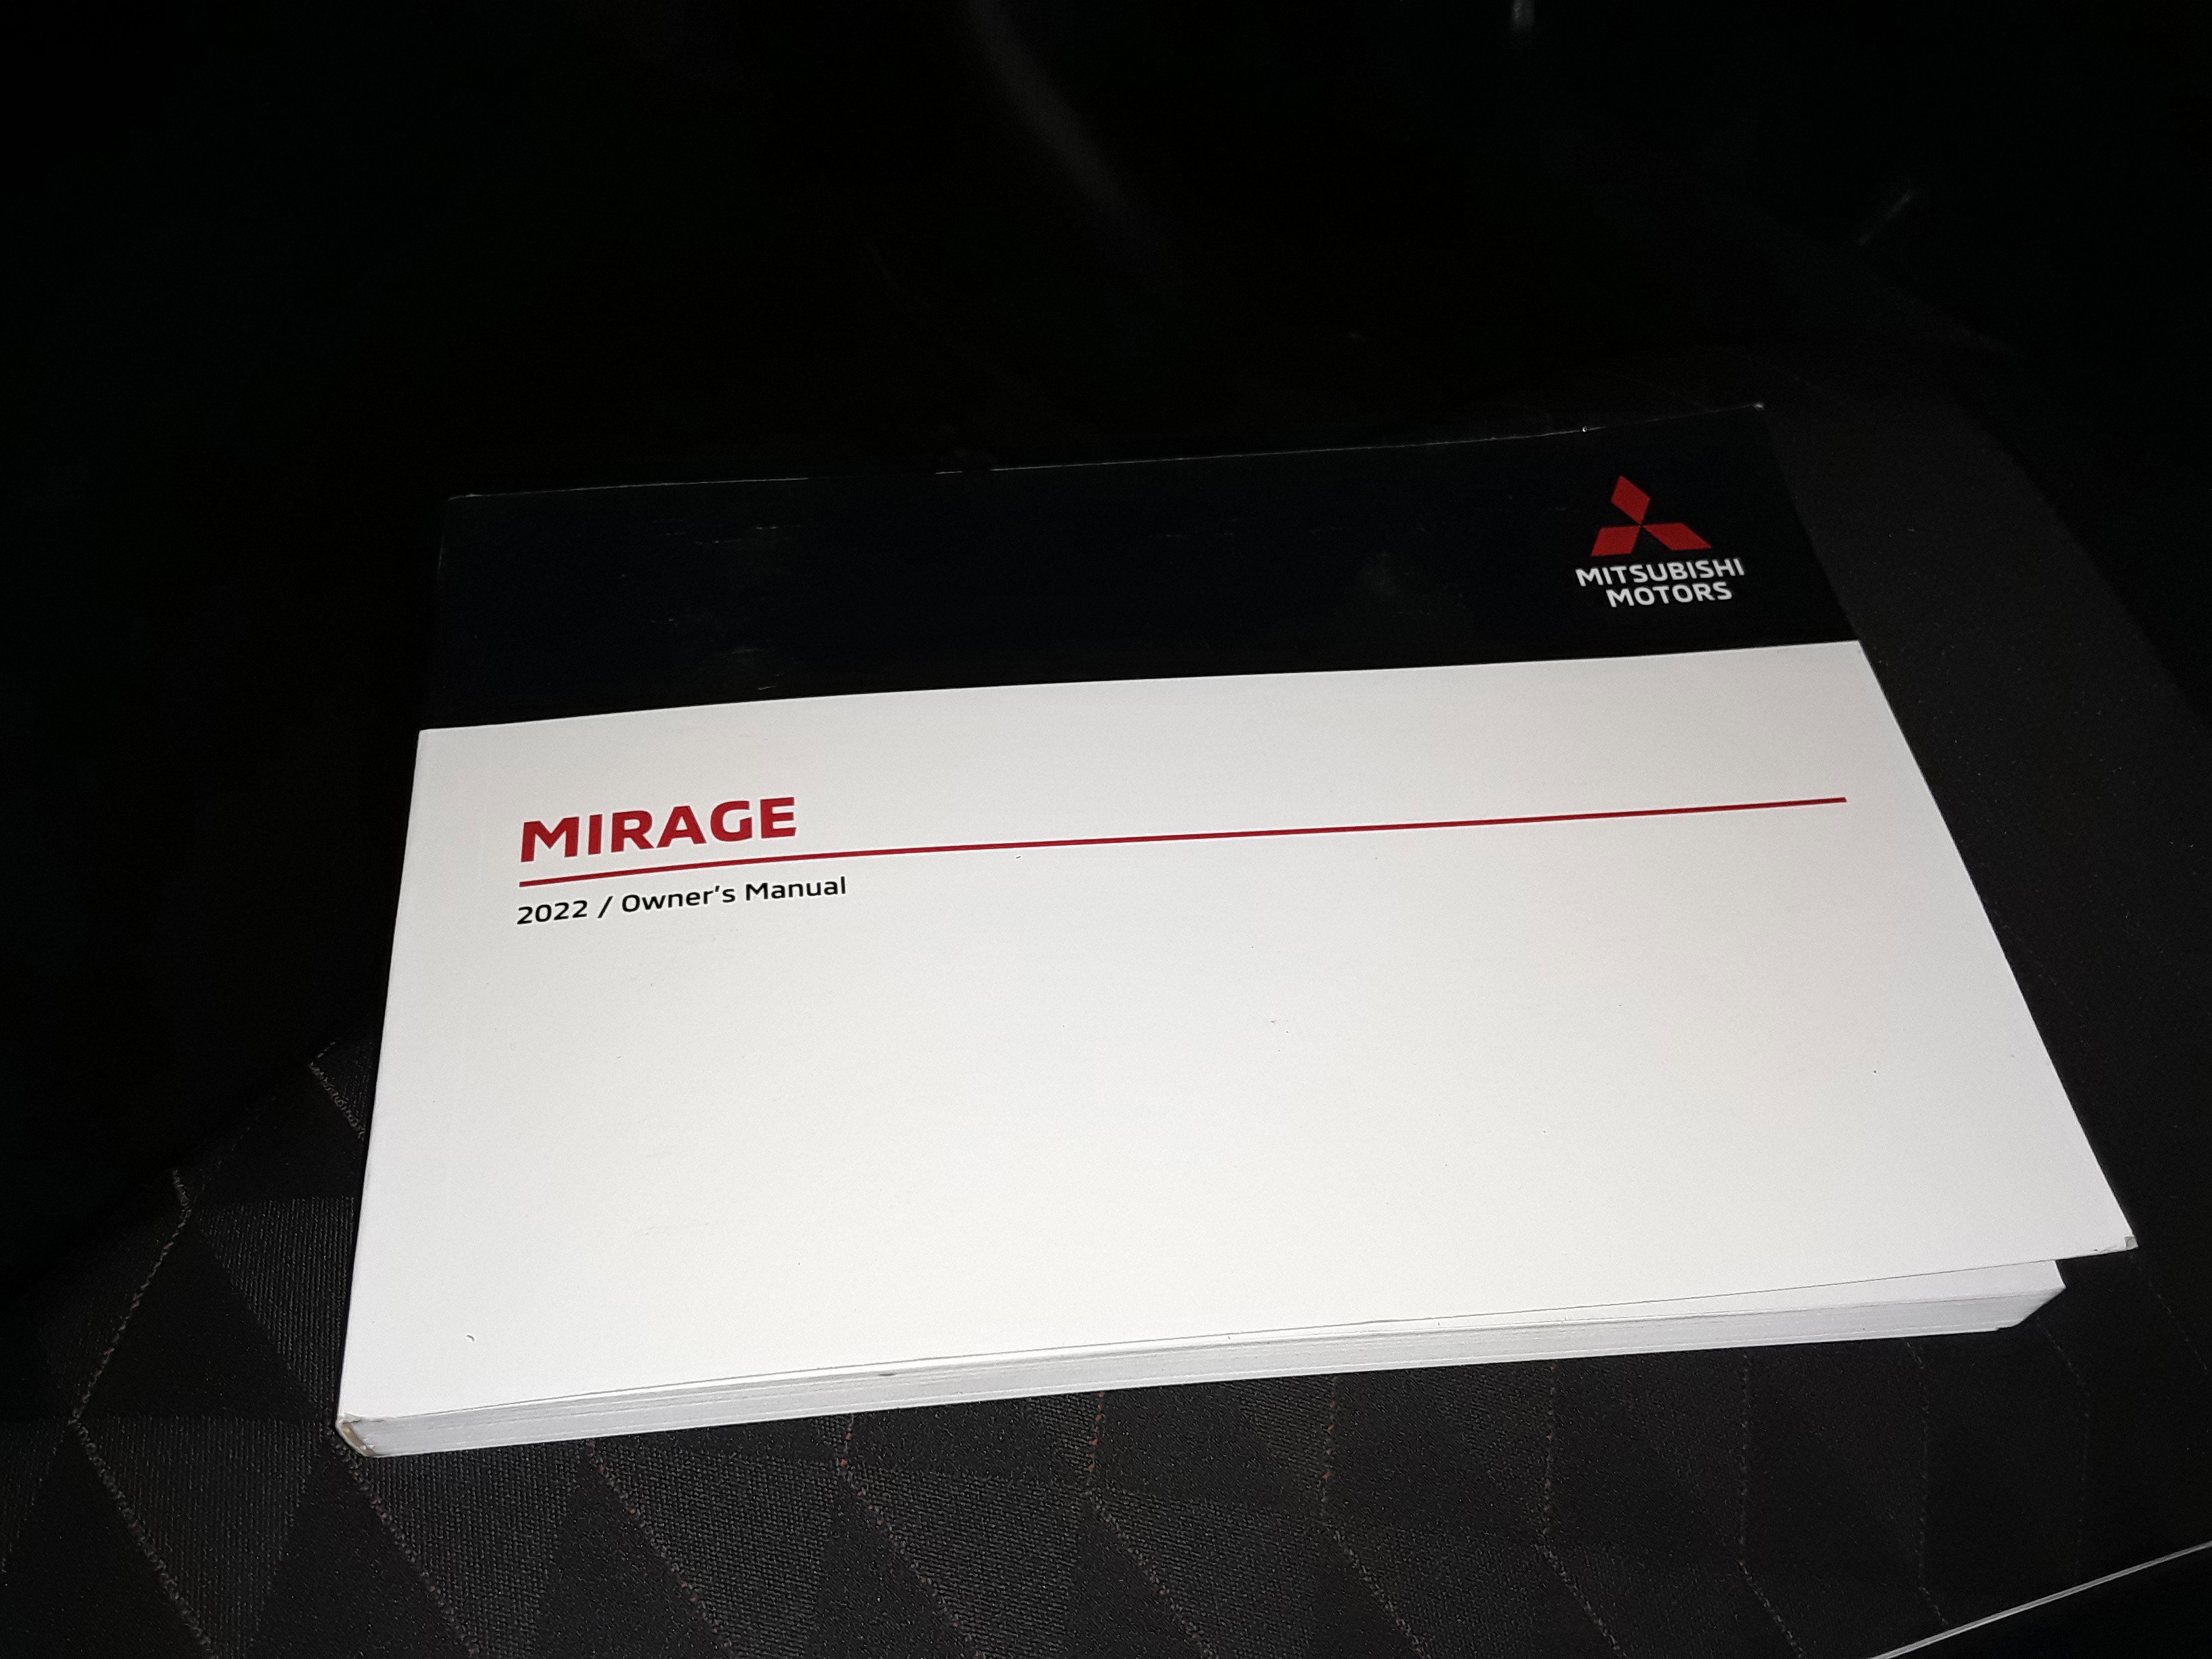 MITSUBISHI
MOTORS
MIRAGE
2022 / Owner's Manual